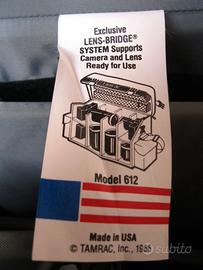 Exclusive
LENS-BRIDGE®
SYSTEM Supports
Camera and Lens
Ready for Use
Model 612
Made in USA
© TAMRAC, Inc., 1985
subito